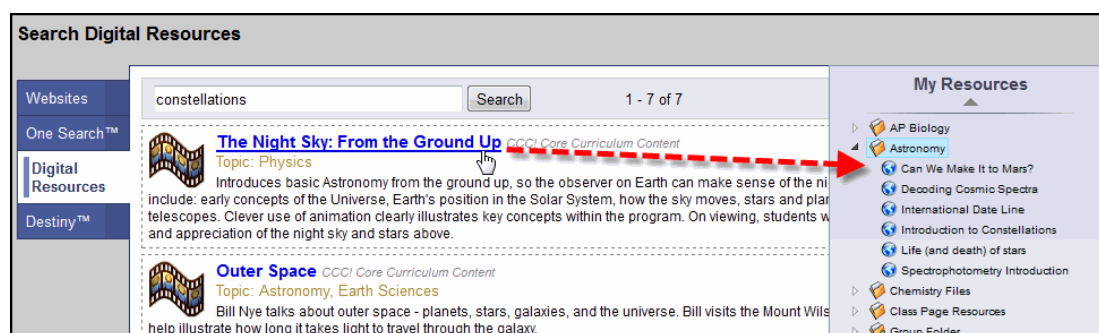 Search Digital Resources
Websites
One Search™
Digital
Resources
Destiny™
constellations
Search
1 - 7 of 7
The Night Sky: From the Ground Up CCC! Core Curriculum Content
Topic: Physics
Introduces basic Astronomy from the ground up, so the observer on Earth can make sense of the ni
include: early concepts of the Universe, Earth's position in the Solar System, how the sky moves, stars and plan
telescopes. Clever use of animation clearly illustrates key concepts within the program. On viewing, students w
and appreciation of the night sky and stars above.
Outer Space CCC! Core Curriculum Content
Topic: Astronomy, Earth Sciences
Bill Nye talks about outer space - planets, stars, galaxies, and the universe. Bill visits the Mount Wils
help illustrate how long it takes light to travel through the galaxy.
My Resources
AP Biology
Astronomy
Can We Make It to Mars?
Decoding Cosmic Spectra
International Date Line
Introduction to Constellations
Life (and death) of stars
Spectrophotometry Introduction
Chemistry Files
Class Page Resources
Group Folder